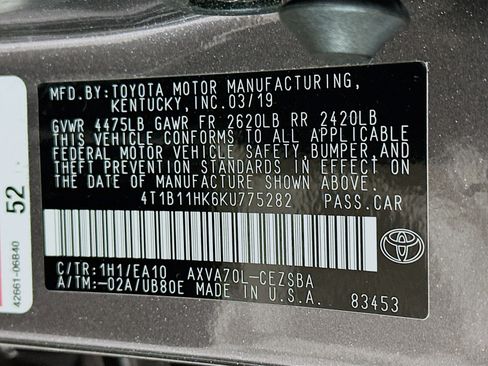 MFD.BY:TOYOTA MOTOR MANUFACTURING,
KENTUCKY, INC.03/19
GVWR 4475LB GAWR FR 2620LB RR 2420LB
THIS VEHICLE CONFORMS TO ALL APPLICABLE
FEDERAL MOTOR VEHICLE SAFETY, BUMPER, AND
THEFT PREVENTION STANDARDS IN EFFECT ON
THE DATE OF MANUFACTURE SHOWN ABOVE.
4T1B11HK6KU775282 PASS.CAR
C/TR:1H1/EA10 AXVA70L-CEZSBA
A/TM:-02A/UB80E MADE IN U.S.A.
83453
52
42661-06B40